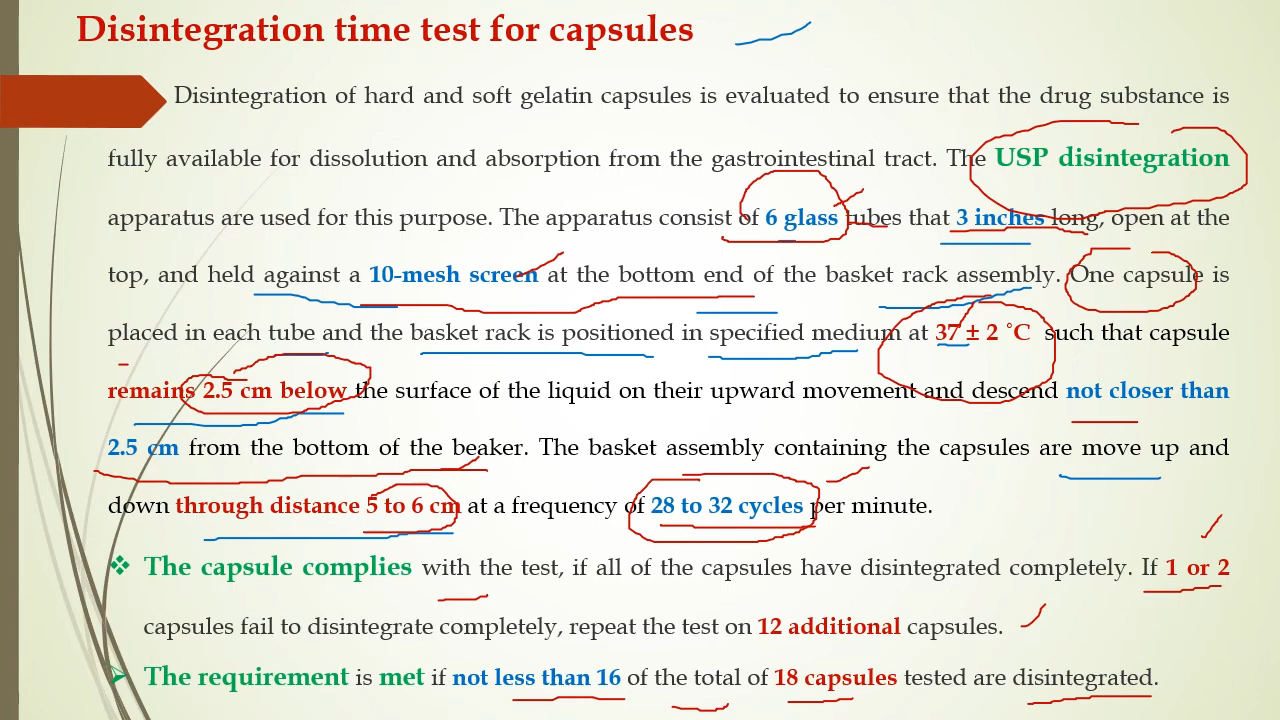 Disintegration time test for capsules
Disintegration of hard and soft gelatin capsules is evaluated to ensure that the drug substance is
fully available for dissolution and absorption from the gastrointestinal tract. The USP disintegration
apparatus are used for this purpose. The apparatus consist of 6 glass tubes that 3 inches long, open at the
top, and held against a 10-mesh screen at the bottom end of the basket rack assembly. One capsule is
placed in each tube and the basket rack is positioned in specified medium at 37 ± 2 ˚C such that capsule
remains 2.5 cm below the surface of the liquid on their upward movement and descend not closer than
2.5 cm from the bottom of the beaker. The basket assembly containing the capsules are move up and
down through distance 5 to 6 cm at a frequency of 28 to 32 cycles per minute.
❖ The capsule complies with the test, if all of the capsules have disintegrated completely. If 1 or 2
capsules fail to disintegrate completely, repeat the test on 12 additional capsules.
➢ The requirement is met if not less than 16 of the total of 18 capsules tested are disintegrated.